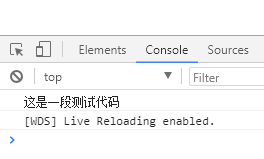 Elements Console Sources
top Filter
这是一段测试代码
[WDS] Live Reloading enabled.